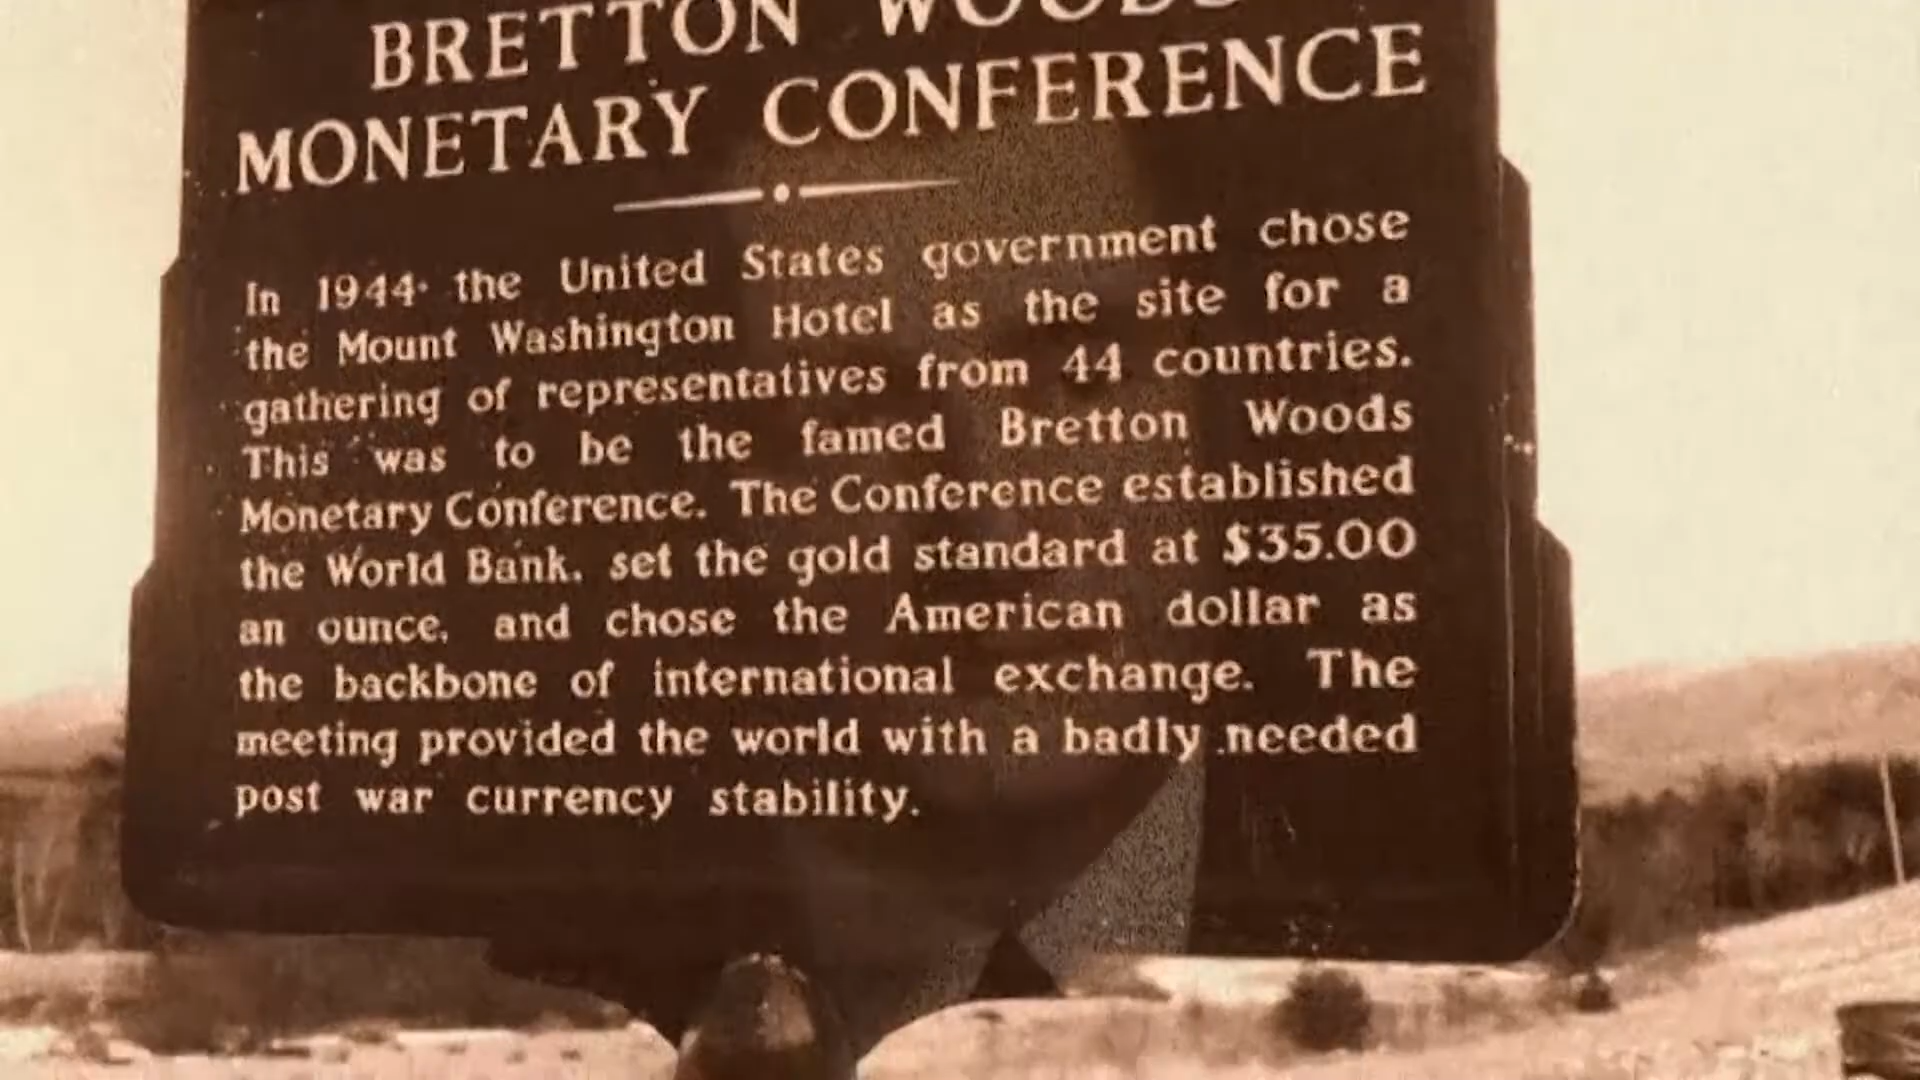 BRETTON WOODS
MONETARY CONFERENCE
In 1944 the United States government chose
the Mount Washington Hotel as the site for a
gathering of representatives from 44 countries.
This was to be the famed Bretton Woods
Monetary Conference. The Conference established
the World Bank, set the gold standard at $35.00
an ounce, and chose the American dollar as
the backbone of international exchange. The
meeting provided the world with a badly needed
post war currency stability.